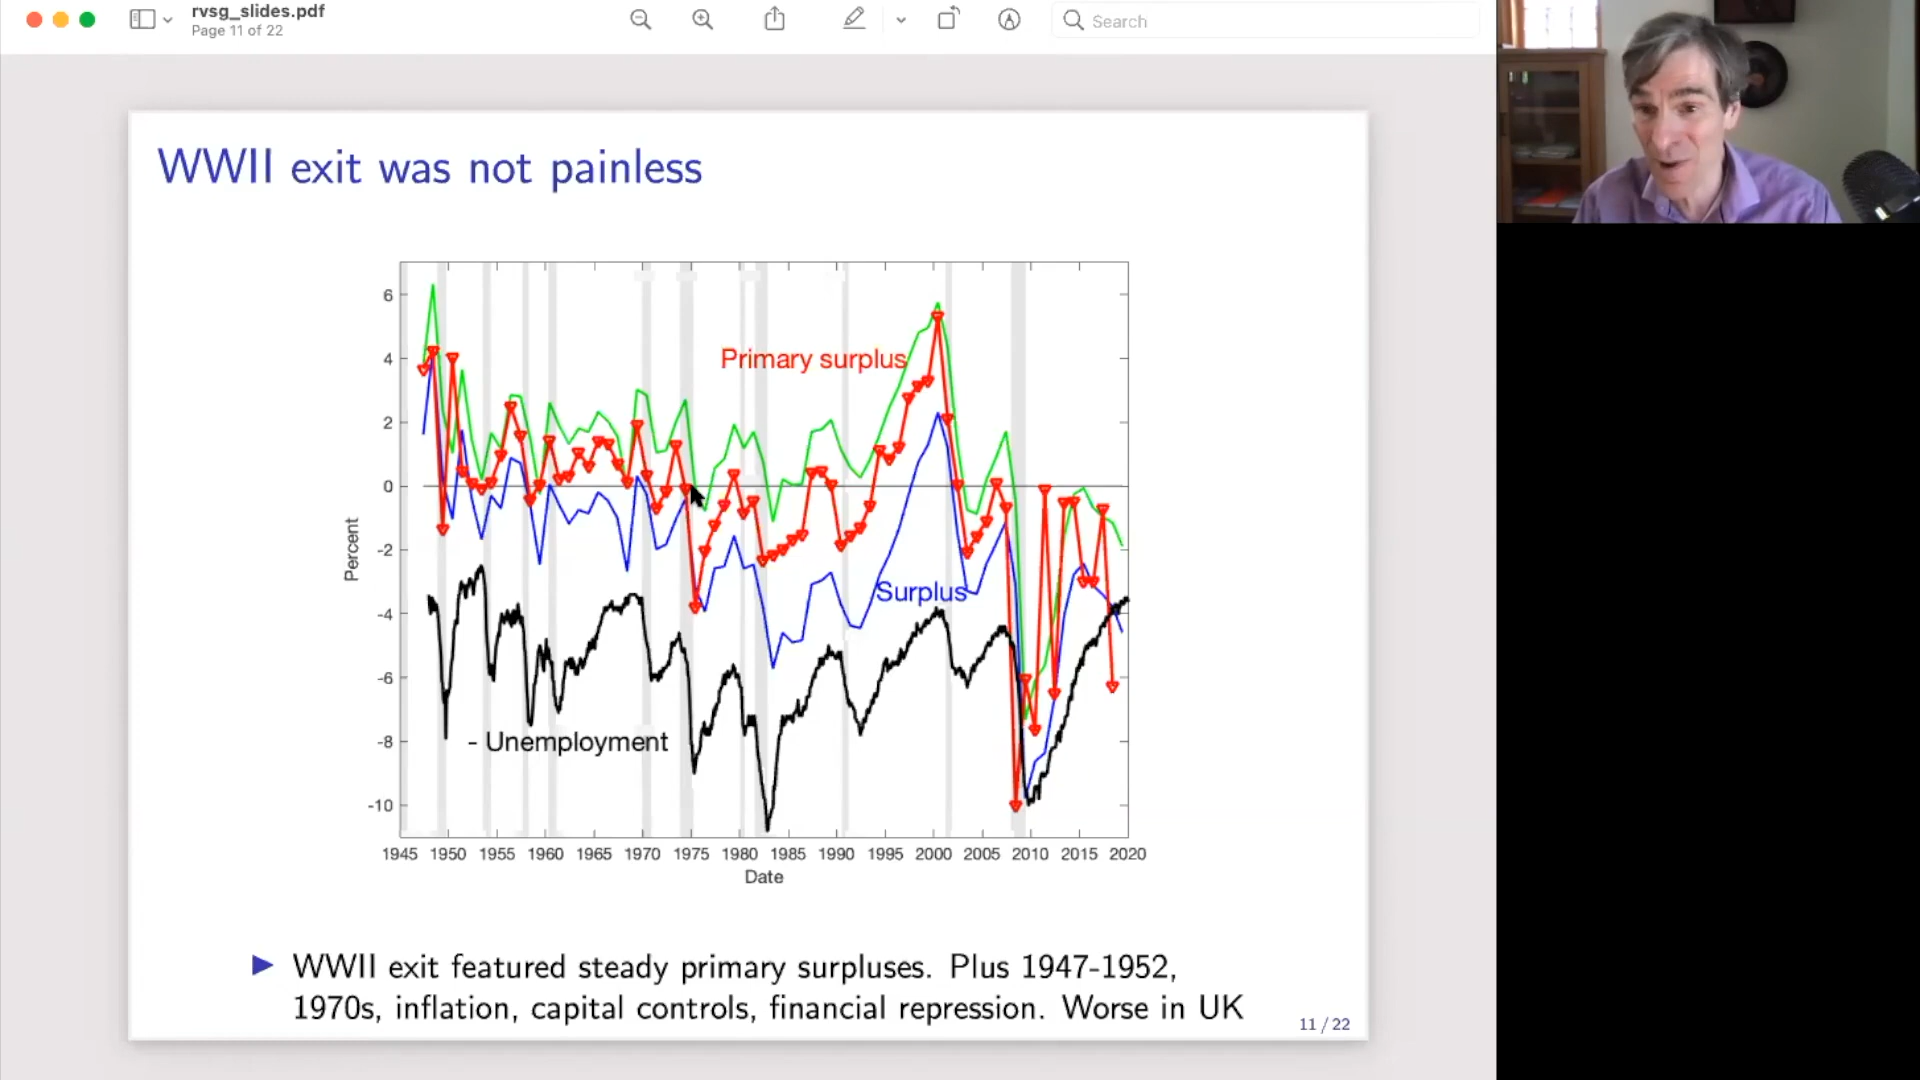 rvsg_slides.pdf
Page 11 of 22
Search
WWII exit was not painless
6
4
2
0
-2
-4
-6
-8
-10
Percent
Primary surplus
Surplus
- Unemployment
1945 1950 1955 1960 1965 1970 1975 1980 1985 1990 1995 2000 2005 2010 2015 2020
Date
WWII exit featured steady primary surpluses. Plus 1947-1952,
1970s, inflation, capital controls, financial repression. Worse in UK
11 / 22